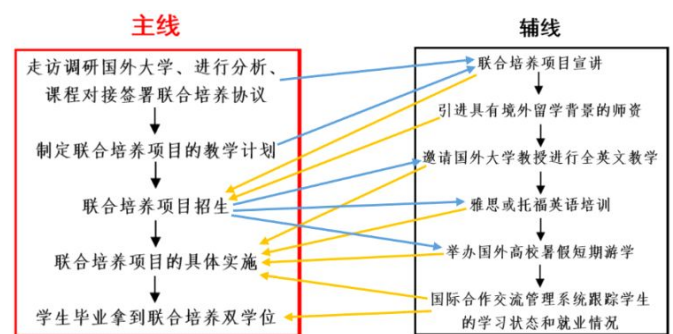 主线
走访调研国外大学、进行分析、
课程对接签署联合培养协议
制定联合培养项目的教学计划
联合培养项目招生
联合培养项目的具体实施
学生毕业拿到联合培养双学位
辅线
联合培养项目宣讲
引进具有境外留学背景的师资
邀请国外大学教授进行全英文教学
雅思或托福英语培训
举办国外高校暑假短期游学
国际合作交流管理系统跟踪学生
的学习状态和就业情况